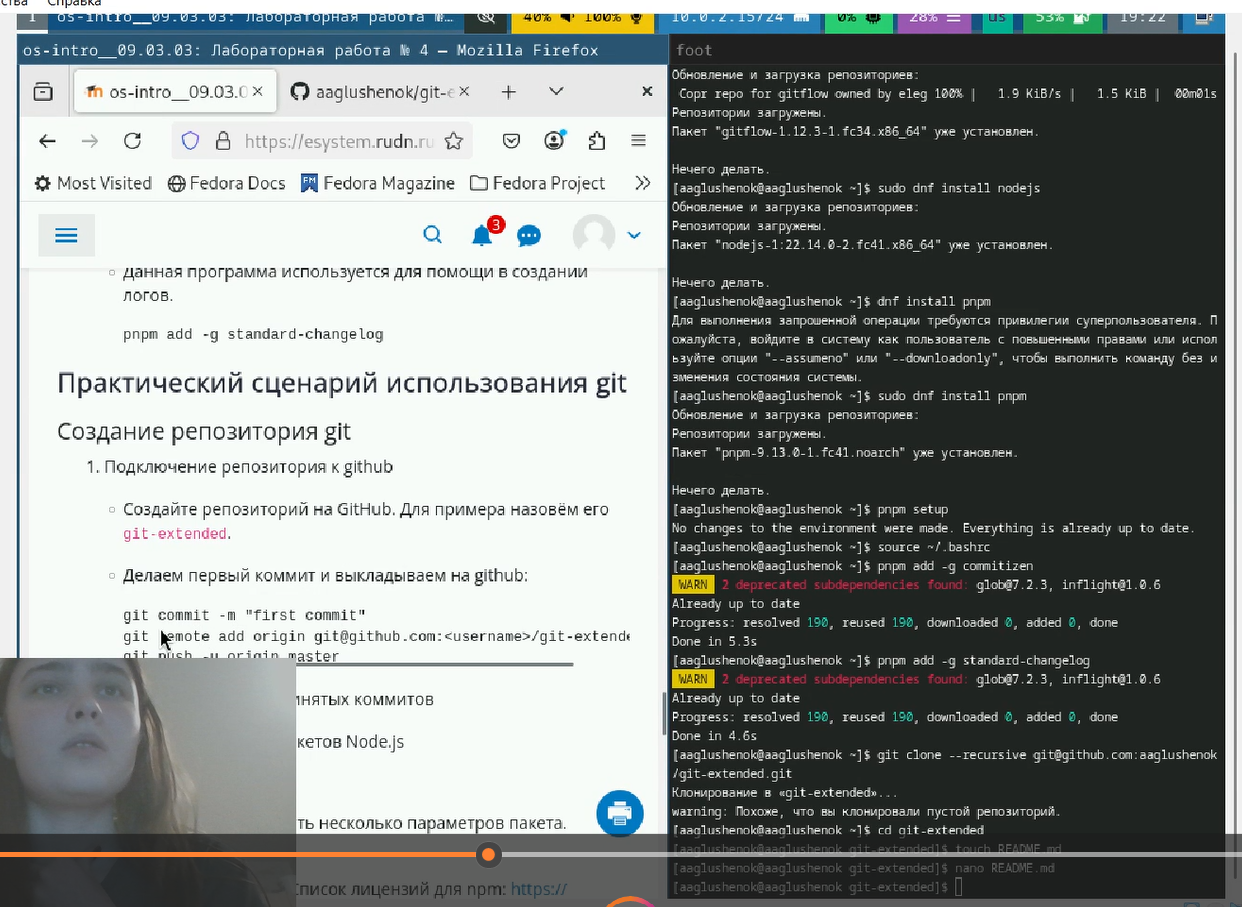 ства Справка
1 os-intro__09.03.03: Лабораторная работа №… 40% 100% 10.0.2.15/24 0% 28% us 53% 19:22
os-intro__09.03.03: Лабораторная работа № 4 — Mozilla Firefox
os-intro__09.03.0
aaglushenok/git-e
https://esystem.rudn.ru
Most Visited Fedora Docs Fedora Magazine Fedora Project
3
Данная программа используется для помощи в создании
логов.
pnpm add -g standard-changelog
Практический сценарий использования git
Создание репозитория git
1. Подключение репозитория к github
Создайте репозиторий на GitHub. Для примера назовём его
git-extended.
Делаем первый коммит и выкладываем на github:
git commit -m "first commit"
git remote add origin git@github.com:<username>/git-extende
git push -u origin master
инятых коммитов
кетов Node.js
ть несколько параметров пакета.
Список лицензий для npm: https://
foot
Обновление и загрузка репозиториев:
Copr repo for gitflow owned by eleg 100% | 1.9 KiB/s | 1.5 KiB | 00m01s
Репозитории загружены.
Пакет "gitflow-1.12.3-1.fc34.x86_64" уже установлен.
Нечего делать.
[aaglushenok@aaglushenok ~]$ sudo dnf install nodejs
Обновление и загрузка репозиториев:
Репозитории загружены.
Пакет "nodejs-1:22.14.0-2.fc41.x86_64" уже установлен.
Нечего делать.
[aaglushenok@aaglushenok ~]$ dnf install pnpm
Для выполнения запрошенной операции требуются привилегии суперпользователя. П
ожалуйста, войдите в систему как пользователь с повышенными правами или испол
ьзуйте опции "--assumeno" или "--downloadonly", чтобы выполнить команду без и
зменения состояния системы.
[aaglushenok@aaglushenok ~]$ sudo dnf install pnpm
Обновление и загрузка репозиториев:
Репозитории загружены.
Пакет "pnpm-9.13.0-1.fc41.noarch" уже установлен.
Нечего делать.
[aaglushenok@aaglushenok ~]$ pnpm setup
No changes to the environment were made. Everything is already up to date.
[aaglushenok@aaglushenok ~]$ source ~/.bashrc
[aaglushenok@aaglushenok ~]$ pnpm add -g commitizen
WARN 2 deprecated subdependencies found: glob@7.2.3, inflight@1.0.6
Already up to date
Progress: resolved 190, reused 190, downloaded 0, added 0, done
Done in 5.3s
[aaglushenok@aaglushenok ~]$ pnpm add -g standard-changelog
WARN 2 deprecated subdependencies found: glob@7.2.3, inflight@1.0.6
Already up to date
Progress: resolved 190, reused 190, downloaded 0, added 0, done
Done in 4.6s
[aaglushenok@aaglushenok ~]$ git clone --recursive git@github.com:aaglushenok
/git-extended.git
Клонирование в «git-extended»...
warning: Похоже, что вы клонировали пустой репозиторий.
[aaglushenok@aaglushenok ~]$ cd git-extended
[aaglushenok@aaglushenok git-extended]$ touch README.md
[aaglushenok@aaglushenok git-extended]$ nano README.md
[aaglushenok@aaglushenok git-extended]$